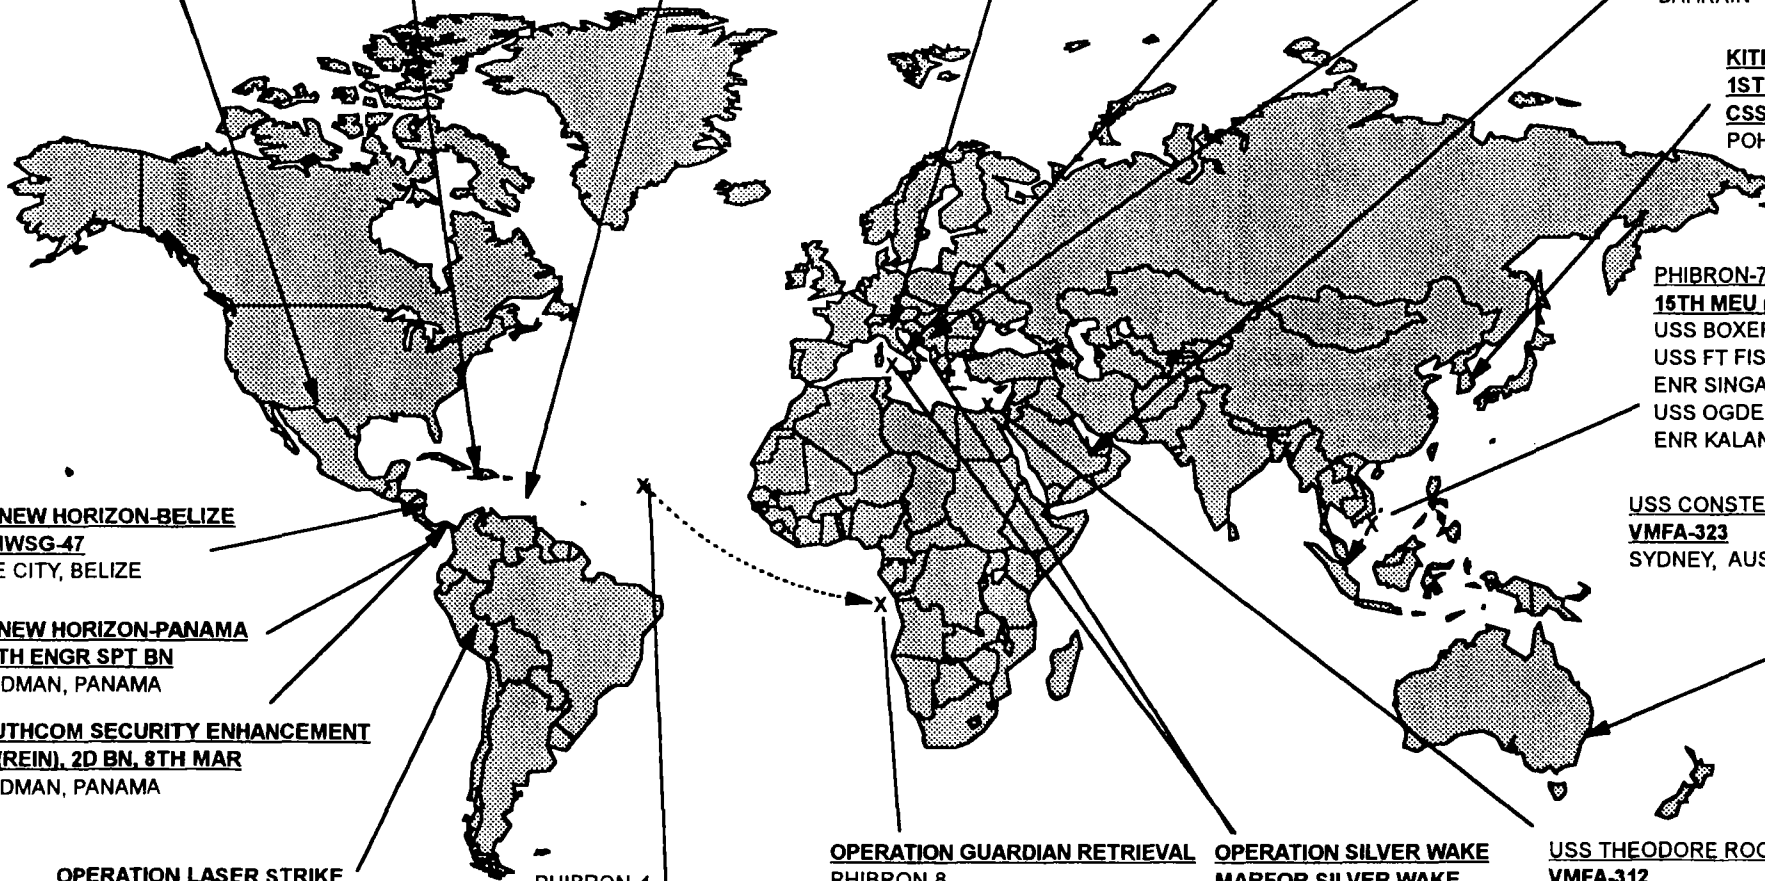 BAHRAIN
KITT
1ST
CSS
POH
PHIBRON-7
15TH MEU
USS BOXER
USS FT FIS
ENR SINGA
USS OGDE
ENR KALAN
USS CONSTE
VMFA-323
SYDNEY, AUS
NEW HORIZON-BELIZE
MWSG-47
E CITY, BELIZE
NEW HORIZON-PANAMA
TH ENGR SPT BN
DMAN, PANAMA
UTHCOM SECURITY ENHANCEMENT
(REIN), 2D BN, 8TH MAR
DMAN, PANAMA
X
X
X
X
X
OPERATION LASER STRIKE
PHIBRON-4
OPERATION GUARDIAN RETRIEVAL
PHIBRON 8
OPERATION SILVER WAKE
MARFOR SILVER WAKE
USS THEODORE ROO
VMFA-312